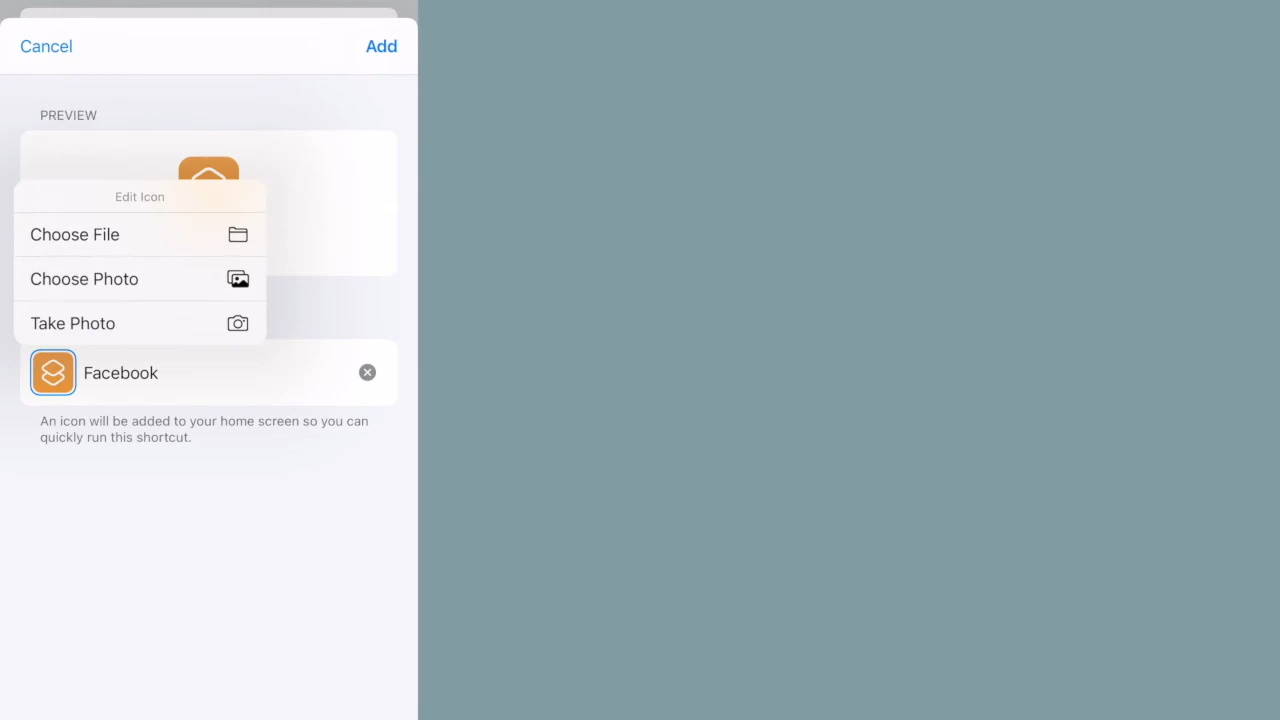 Cancel
Add
PREVIEW
Edit Icon
Choose File
Choose Photo
Take Photo
Facebook
An icon will be added to your home screen so you can
quickly run this shortcut.